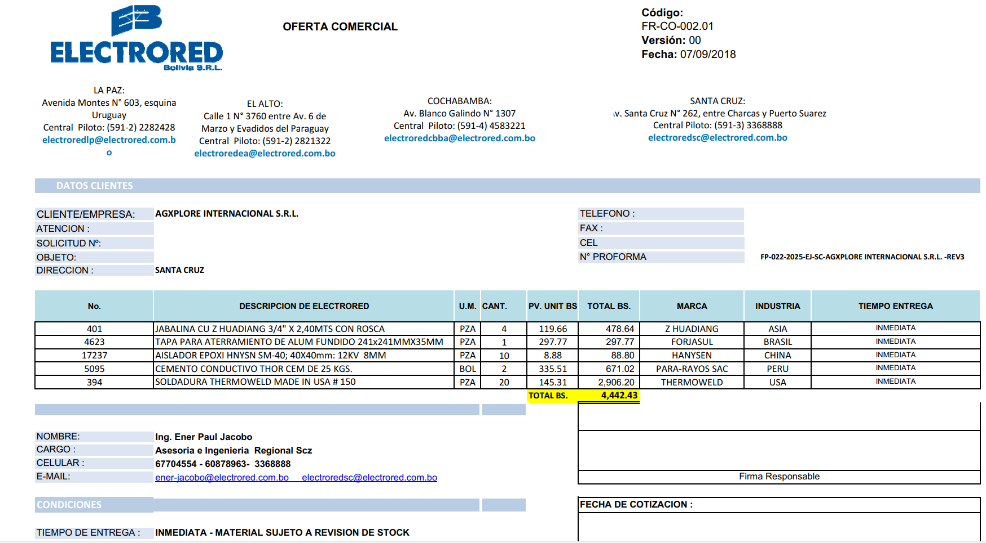 ELECTRORED
Bolivia S.R.L.
OFERTA COMERCIAL
Código:
FR-CO-002.01
Versión: 00
Fecha: 07/09/2018
LA PAZ:
Avenida Montes N° 603, esquina
Uruguay
Central Piloto: (591-2) 2282428
electroredlp@electrored.com.b
o
EL ALTO:
Calle 1 N° 3760 entre Av. 6 de
Marzo y Evadidos del Paraguay
Central Piloto: (591-2) 2821322
electroredea@electrored.com.bo
COCHABAMBA:
Av. Blanco Galindo N° 1307
Central Piloto: (591-4) 4583221
electroredcbba@electrored.com.bo
SANTA CRUZ:
v. Santa Cruz N° 262, entre Charcas y Puerto Suarez
Central Piloto: (591-3) 3368888
electroredsc@electrored.com.bo
DATOS CLIENTES
CLIENTE/EMPRESA: AGXPLORE INTERNACIONAL S.R.L.
ATENCION :
SOLICITUD Nº:
OBJETO:
DIRECCION : SANTA CRUZ
TELEFONO :
FAX :
CEL
N° PROFORMA FP-022-2025-EJ-SC-AGXPLORE INTERNACIONAL S.R.L. -REV3
No. DESCRIPCION DE ELECTRORED U.M. CANT. PV. UNIT BS TOTAL BS. MARCA INDUSTRIA TIEMPO ENTREGA
401 JABALINA CU Z HUADIANG 3/4" X 2,40MTS CON ROSCA PZA 4 119.66 478.64 Z HUADIANG ASIA INMEDIATA
4623 TAPA PARA ATERRAMIENTO DE ALUM FUNDIDO 241x241MMX35MM PZA 1 297.77 297.77 FORJASUL BRASIL INMEDIATA
17237 AISLADOR EPOXI HNYSN SM-40; 40X40mm: 12KV 8MM PZA 10 8.88 88.80 HANYSEN CHINA INMEDIATA
5095 CEMENTO CONDUCTIVO THOR CEM DE 25 KGS. BOL 2 335.51 671.02 PARA-RAYOS SAC PERU INMEDIATA
394 SOLDADURA THERMOWELD MADE IN USA # 150 PZA 20 145.31 2,906.20 THERMOWELD USA INMEDIATA
TOTAL BS. 4,442.43
NOMBRE: Ing. Ener Paul Jacobo
CARGO : Asesoria e Ingenieria Regional Scz
CELULAR : 67704554 - 60878963- 3368888
E-MAIL: ener-jacobo@electrored.com.bo electroredsc@electrored.com.bo
Firma Responsable
CONDICIONES
FECHA DE COTIZACION :
TIEMPO DE ENTREGA : INMEDIATA - MATERIAL SUJETO A REVISION DE STOCK